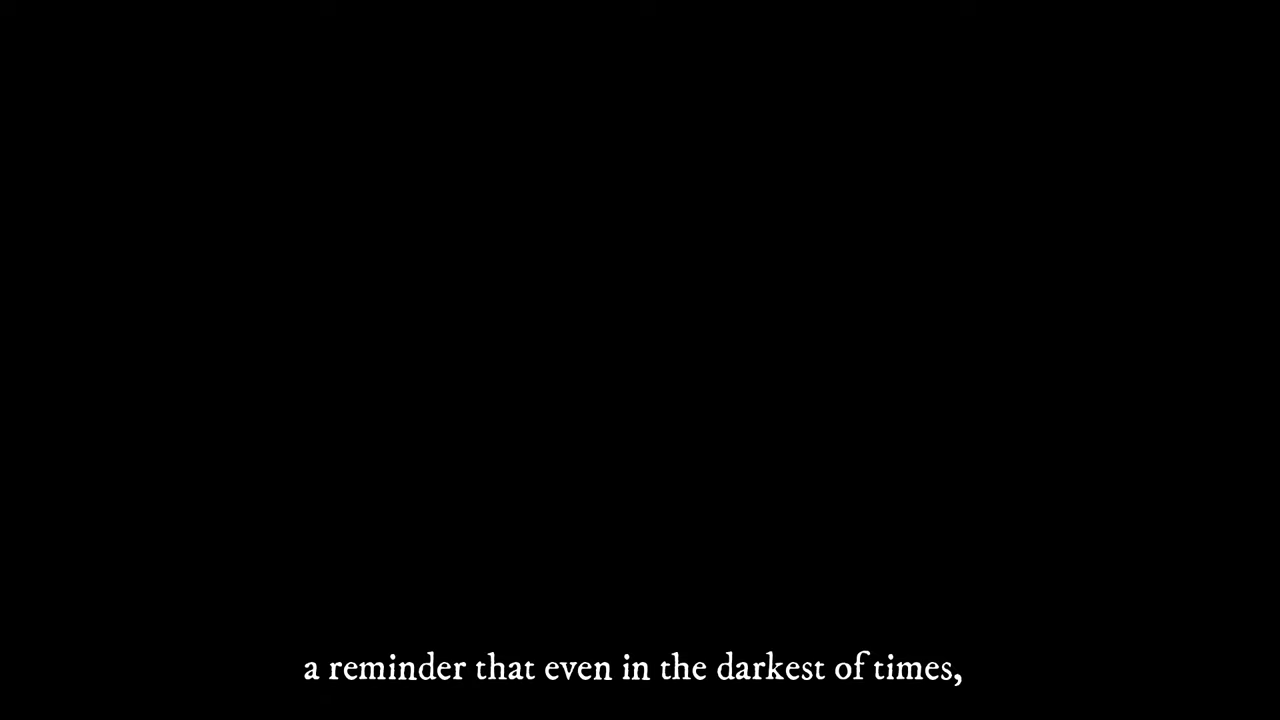 a reminder that even in the darkest of times,